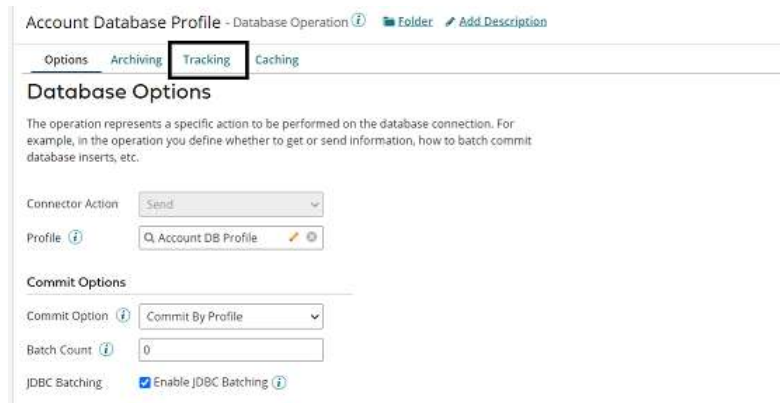 Account Database Profile - Database Operation i Folder Add Description
Options Archiving Tracking Caching
Database Options
The operation represents a specific action to be performed on the database connection. For
example, in the operation you define whether to get or send information, how to batch commit
database inserts, etc.
Connector Action Send
Profile i Account DB Profile
Commit Options
Commit Option i Commit By Profile
Batch Count i 0
JDBC Batching Enable JDBC Batching i